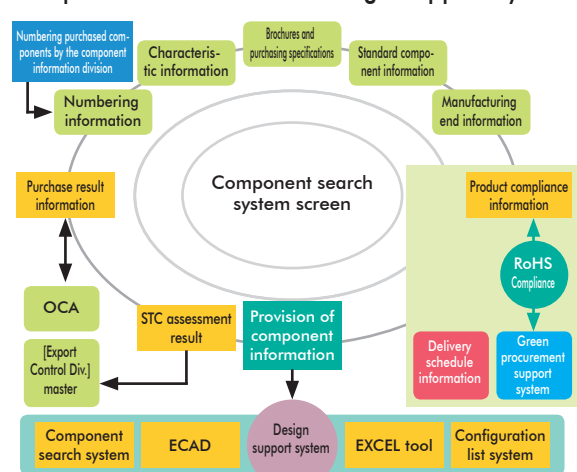 Numbering purchased com-
ponents by the component
information division
Characteris-
tic information
Brochures and
purchasing specifications
Standard compo-
nent information
Numbering
information
Manufacturing
end information
Component search
system screen
Purchase result
information
Product compliance
information
RoHS
Compliance
OCA
STC assessment
result
Provision of
component
information
[Export
Control Div.]
master
Delivery
schedule
information
Green
procurement
support
system
Component
search system
ECAD
Design
support system
EXCEL tool
Configuration
list system